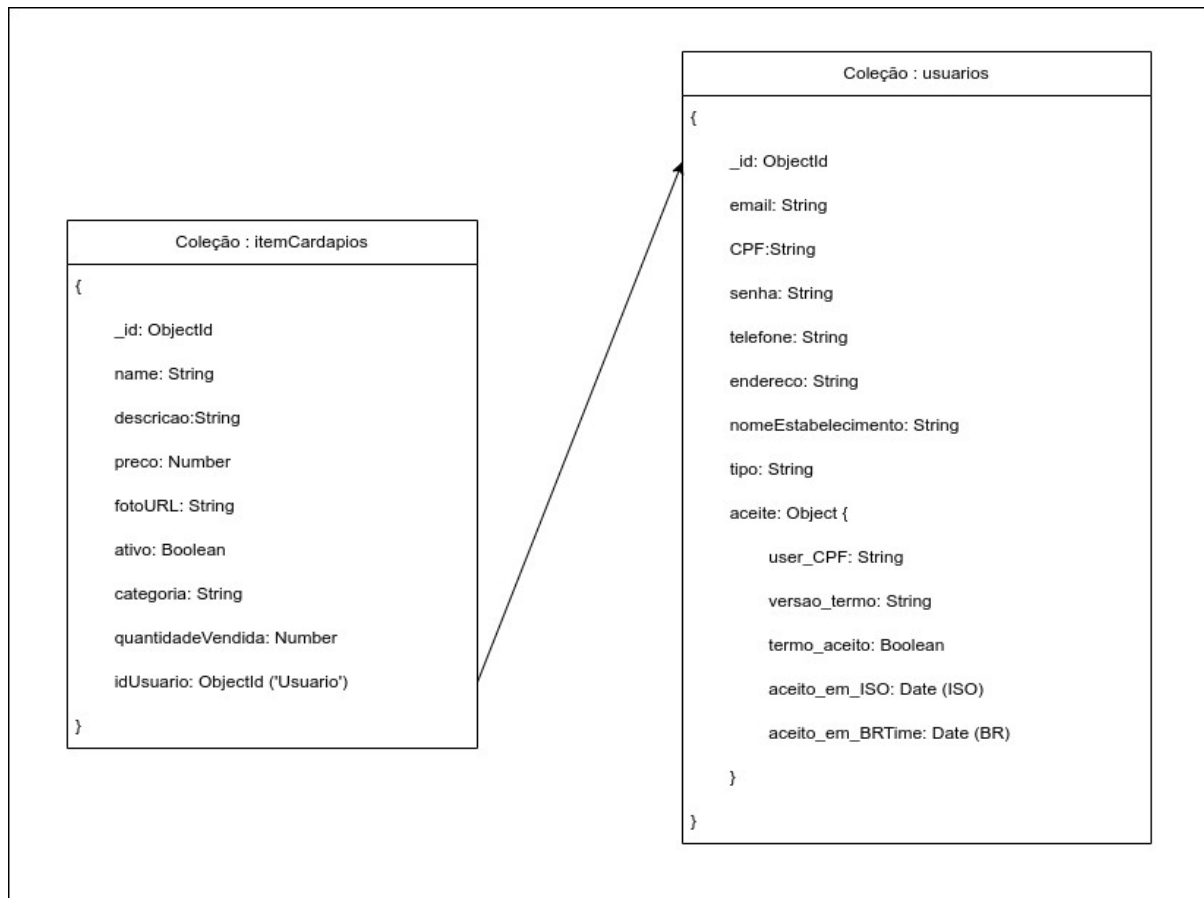 Coleção : itemCardapios
{
_id: ObjectId
name: String
descricao:String
preco: Number
fotoURL: String
ativo: Boolean
categoria: String
quantidadeVendida: Number
idUsuario: ObjectId ('Usuario')
}
Coleção : usuarios
{
_id: ObjectId
email: String
CPF:String
senha: String
telefone: String
endereco: String
nomeEstabelecimento: String
tipo: String
aceite: Object {
user_CPF: String
versao_termo: String
termo_aceito: Boolean
aceito_em_ISO: Date (ISO)
aceito_em_BRTime: Date (BR)
}
}